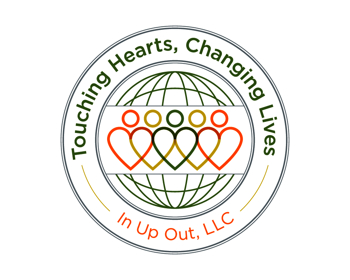 Touching Hearts, Changing Lives
In Up Out, LLC